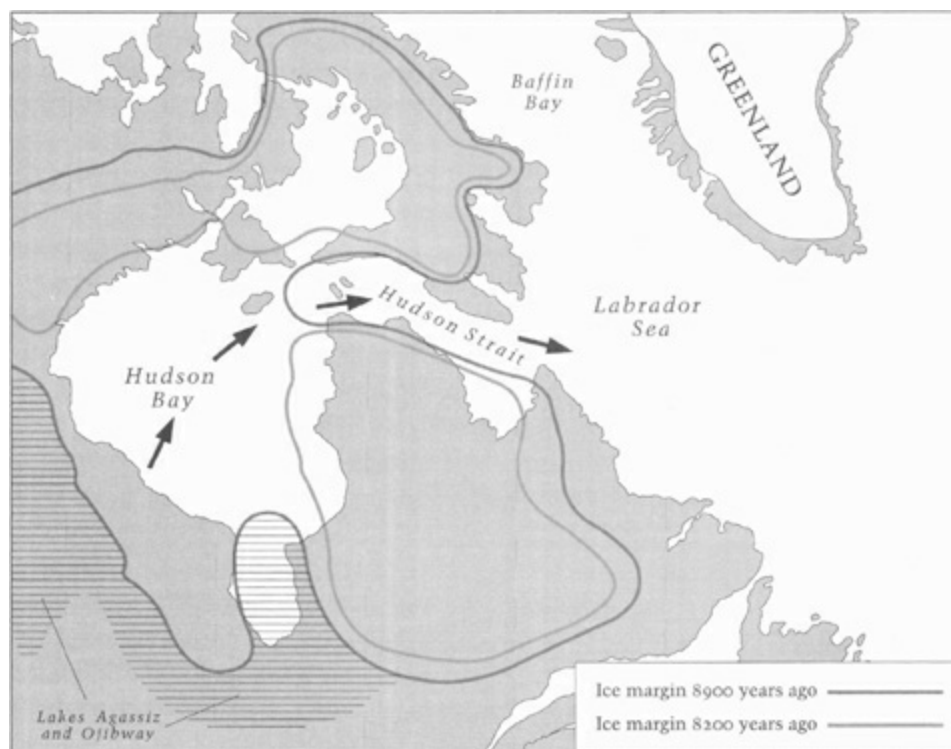 Baffin
Bay
GREENLAND
Labrador
Sea
Hudson Strait
Hudson
Bay
Lakes Agassiz
and Ojibway
Ice margin 8900 years ago
Ice margin 8200 years ago